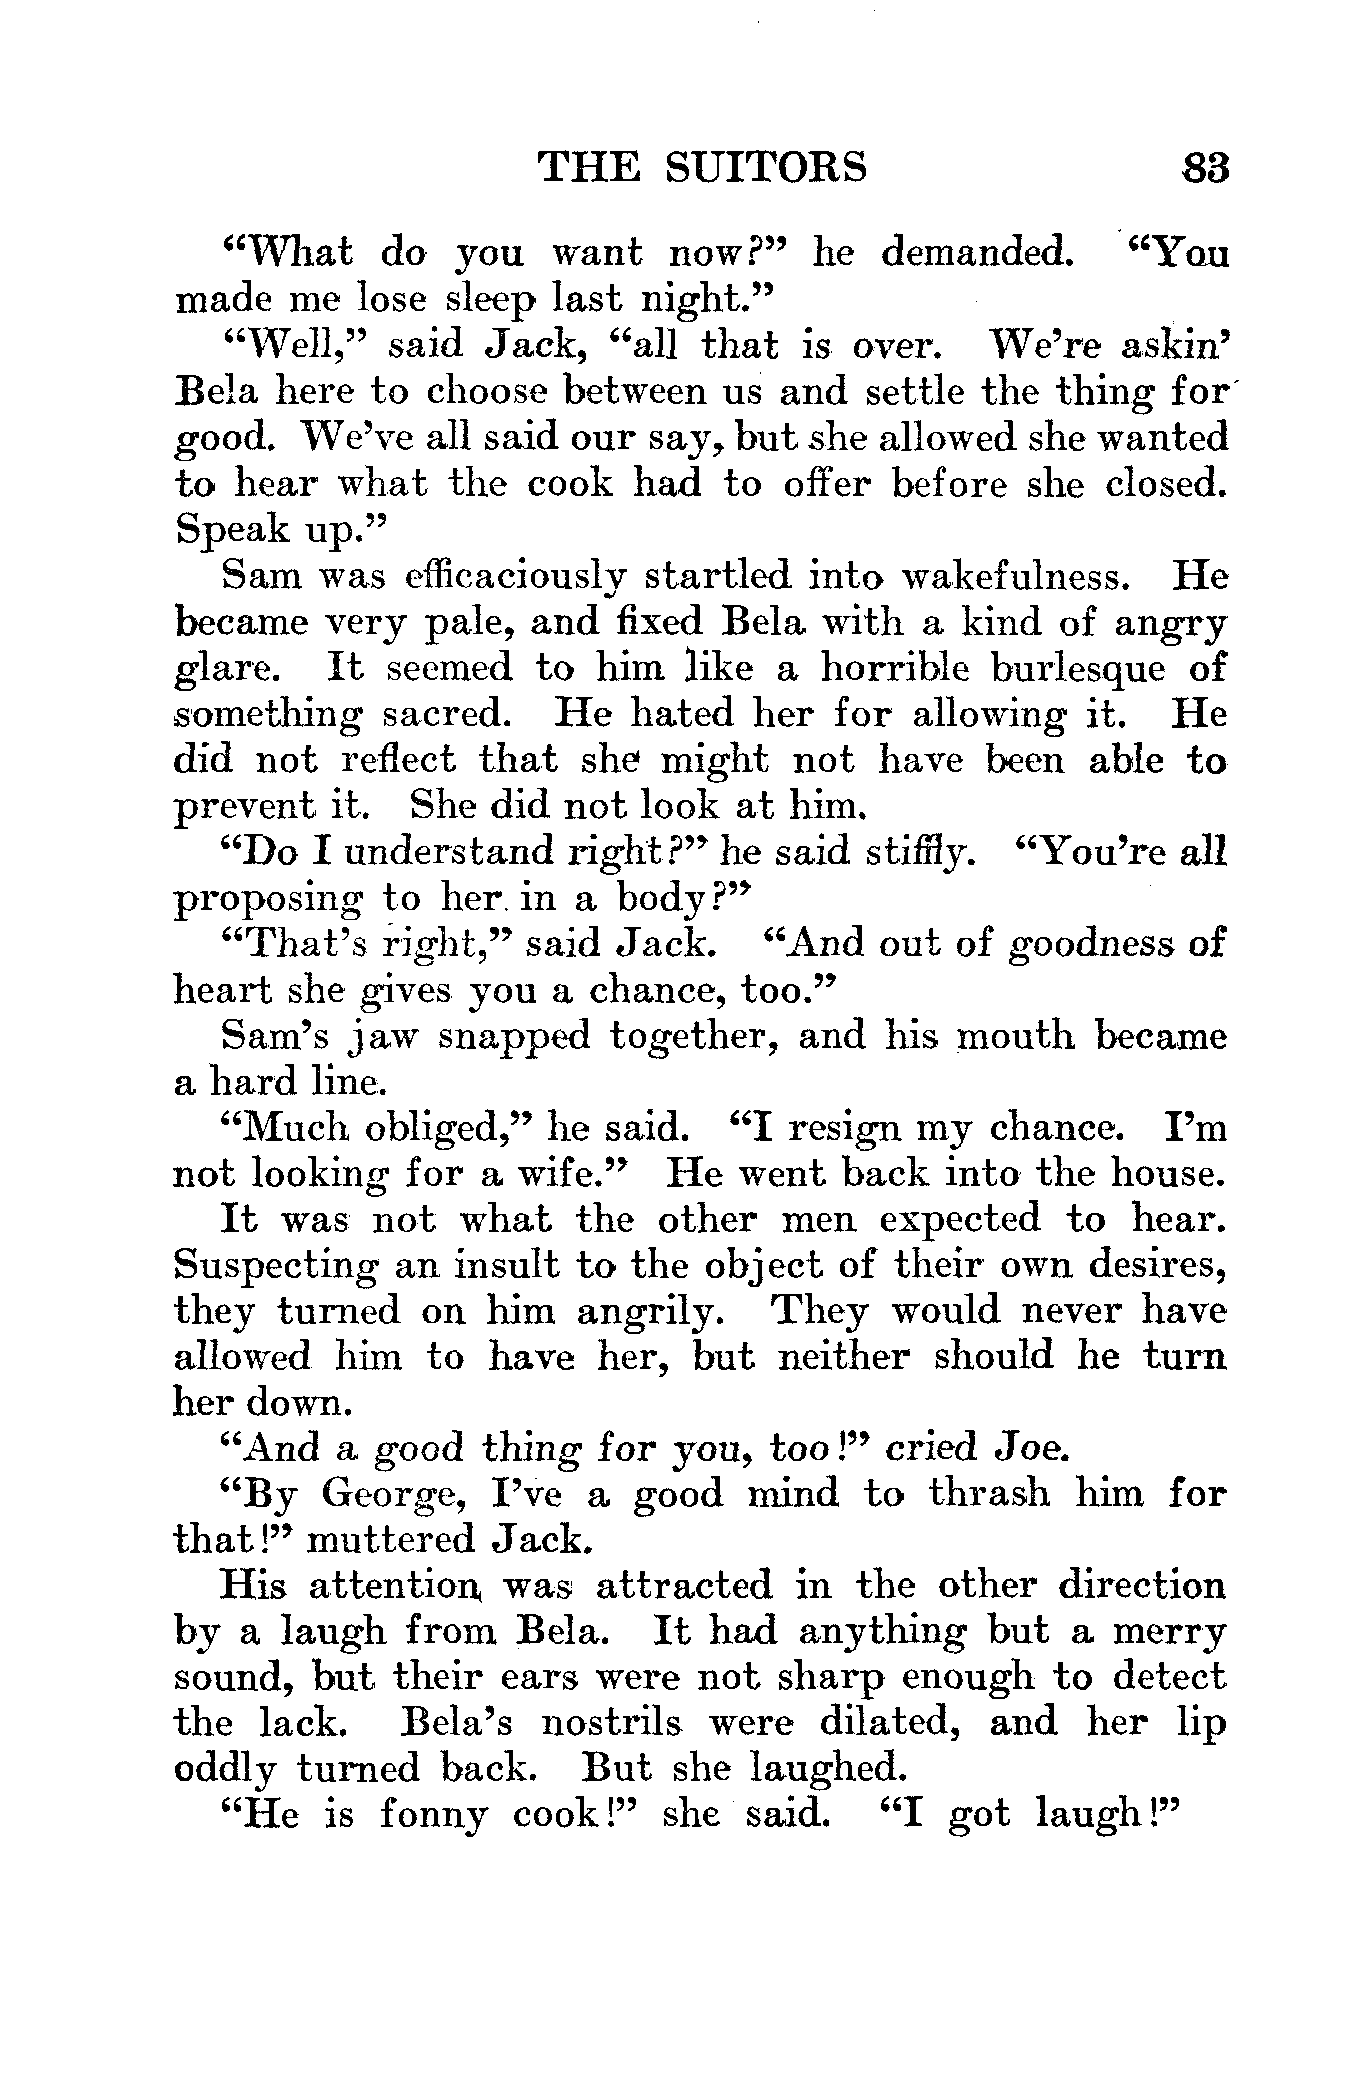 THE SUITORS 83
“What do you want now?” he demanded. “You
made me lose sleep last night.”
“Well,” said Jack, “all that is over. We’re askin’
Bela here to choose between us and settle the thing for
good. We’ve all said our say, but she allowed she wanted
to hear what the cook had to offer before she closed.
Speak up.”
Sam was efficaciously startled into wakefulness. He
became very pale, and fixed Bela with a kind of angry
glare. It seemed to him like a horrible burlesque of
something sacred. He hated her for allowing it. He
did not reflect that she might not have been able to
prevent it. She did not look at him.
“Do I understand right?” he said stiffly. “You’re all
proposing to her in a body?”
“That’s right,” said Jack. “And out of goodness of
heart she gives you a chance, too.”
Sam’s jaw snapped together, and his mouth became
a hard line.
“Much obliged,” he said. “I resign my chance. I’m
not looking for a wife.” He went back into the house.
It was not what the other men expected to hear.
Suspecting an insult to the object of their own desires,
they turned on him angrily. They would never have
allowed him to have her, but neither should he turn
her down.
“And a good thing for you, too!” cried Joe.
“By George, I’ve a good mind to thrash him for
that!” muttered Jack.
His attention was attracted in the other direction
by a laugh from Bela. It had anything but a merry
sound, but their ears were not sharp enough to detect
the lack. Bela’s nostrils were dilated, and her lip
oddly turned back. But she laughed.
“He is fonny cook!” she said. “I got laugh!”